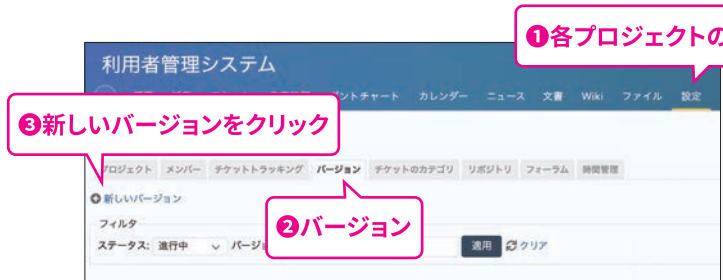 ❶各プロジェクトの
利用者管理システム
ントチャート カレンダー ニュース 文書 Wiki ファイル 設定
❸新しいバージョンをクリック
プロジェクト メンバー チケットトラッキング バージョン チケットのカテゴリ リポジトリ フォーラム 時間管理
新しいバージョン
❷バージョン
フィルタ
ステータス: 進行中 バージョ 適用 クリア